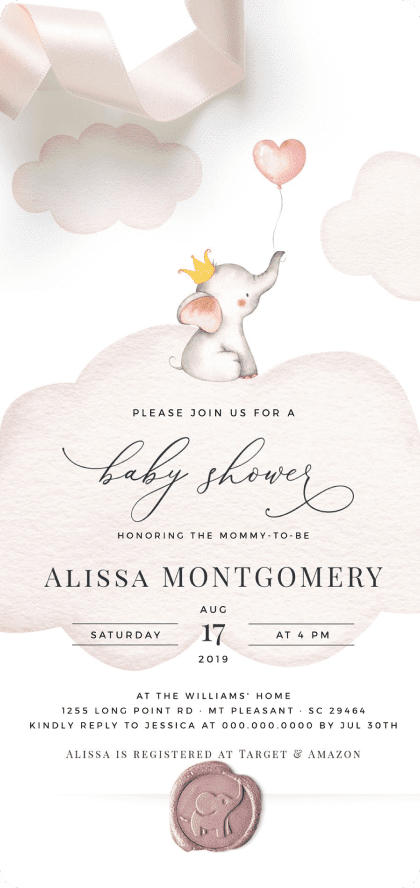 PLEASE JOIN US FOR A
baby shower
HONORING THE MOMMY-TO-BE
ALISSA MONTGOMERY
AUG
SATURDAY 17 AT 4 PM
2019
AT THE WILLIAMS' HOME
1255 LONG POINT RD · MT PLEASANT · SC 29464
KINDLY REPLY TO JESSICA AT 000.000.0000 BY JUL 30TH
ALISSA IS REGISTERED AT TARGET & AMAZON